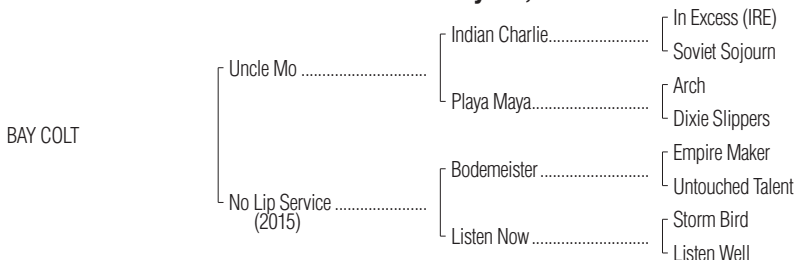 In Excess (IRE)
Indian Charlie
Soviet Sojourn
Uncle Mo
Arch
Playa Maya
Dixie Slippers
BAY COLT
Empire Maker
Bodemeister
Untouched Talent
No Lip Service
(2015)
Storm Bird
Listen Now
Listen Well